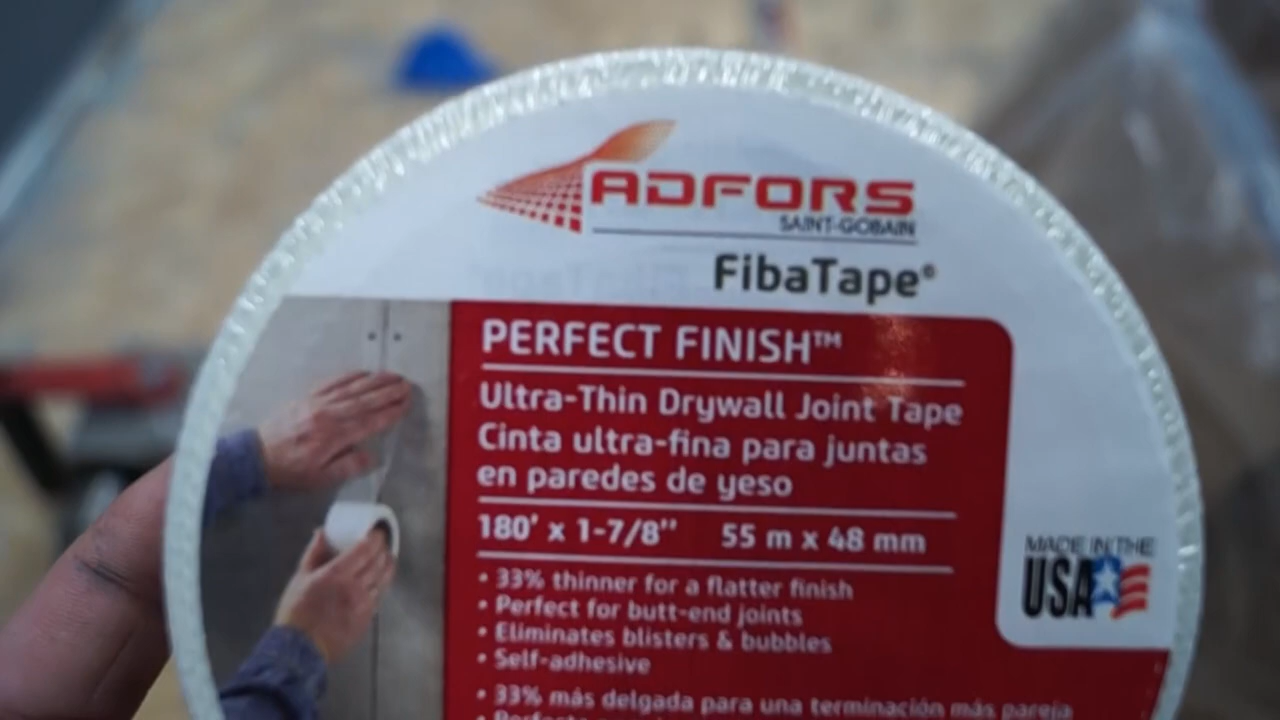 ADFORS
SAINT-GOBAIN
FibaTape®
PERFECT FINISH™
Ultra-Thin Drywall Joint Tape
Cinta ultra-fina para juntas
en paredes de yeso
180' x 1-7/8" 55 m x 48 mm
• 33% thinner for a flatter finish
• Perfect for butt-end joints
• Eliminates blisters & bubbles
• Self-adhesive
• 33% más delgada para una terminación más pareja
MADE IN THE
USA